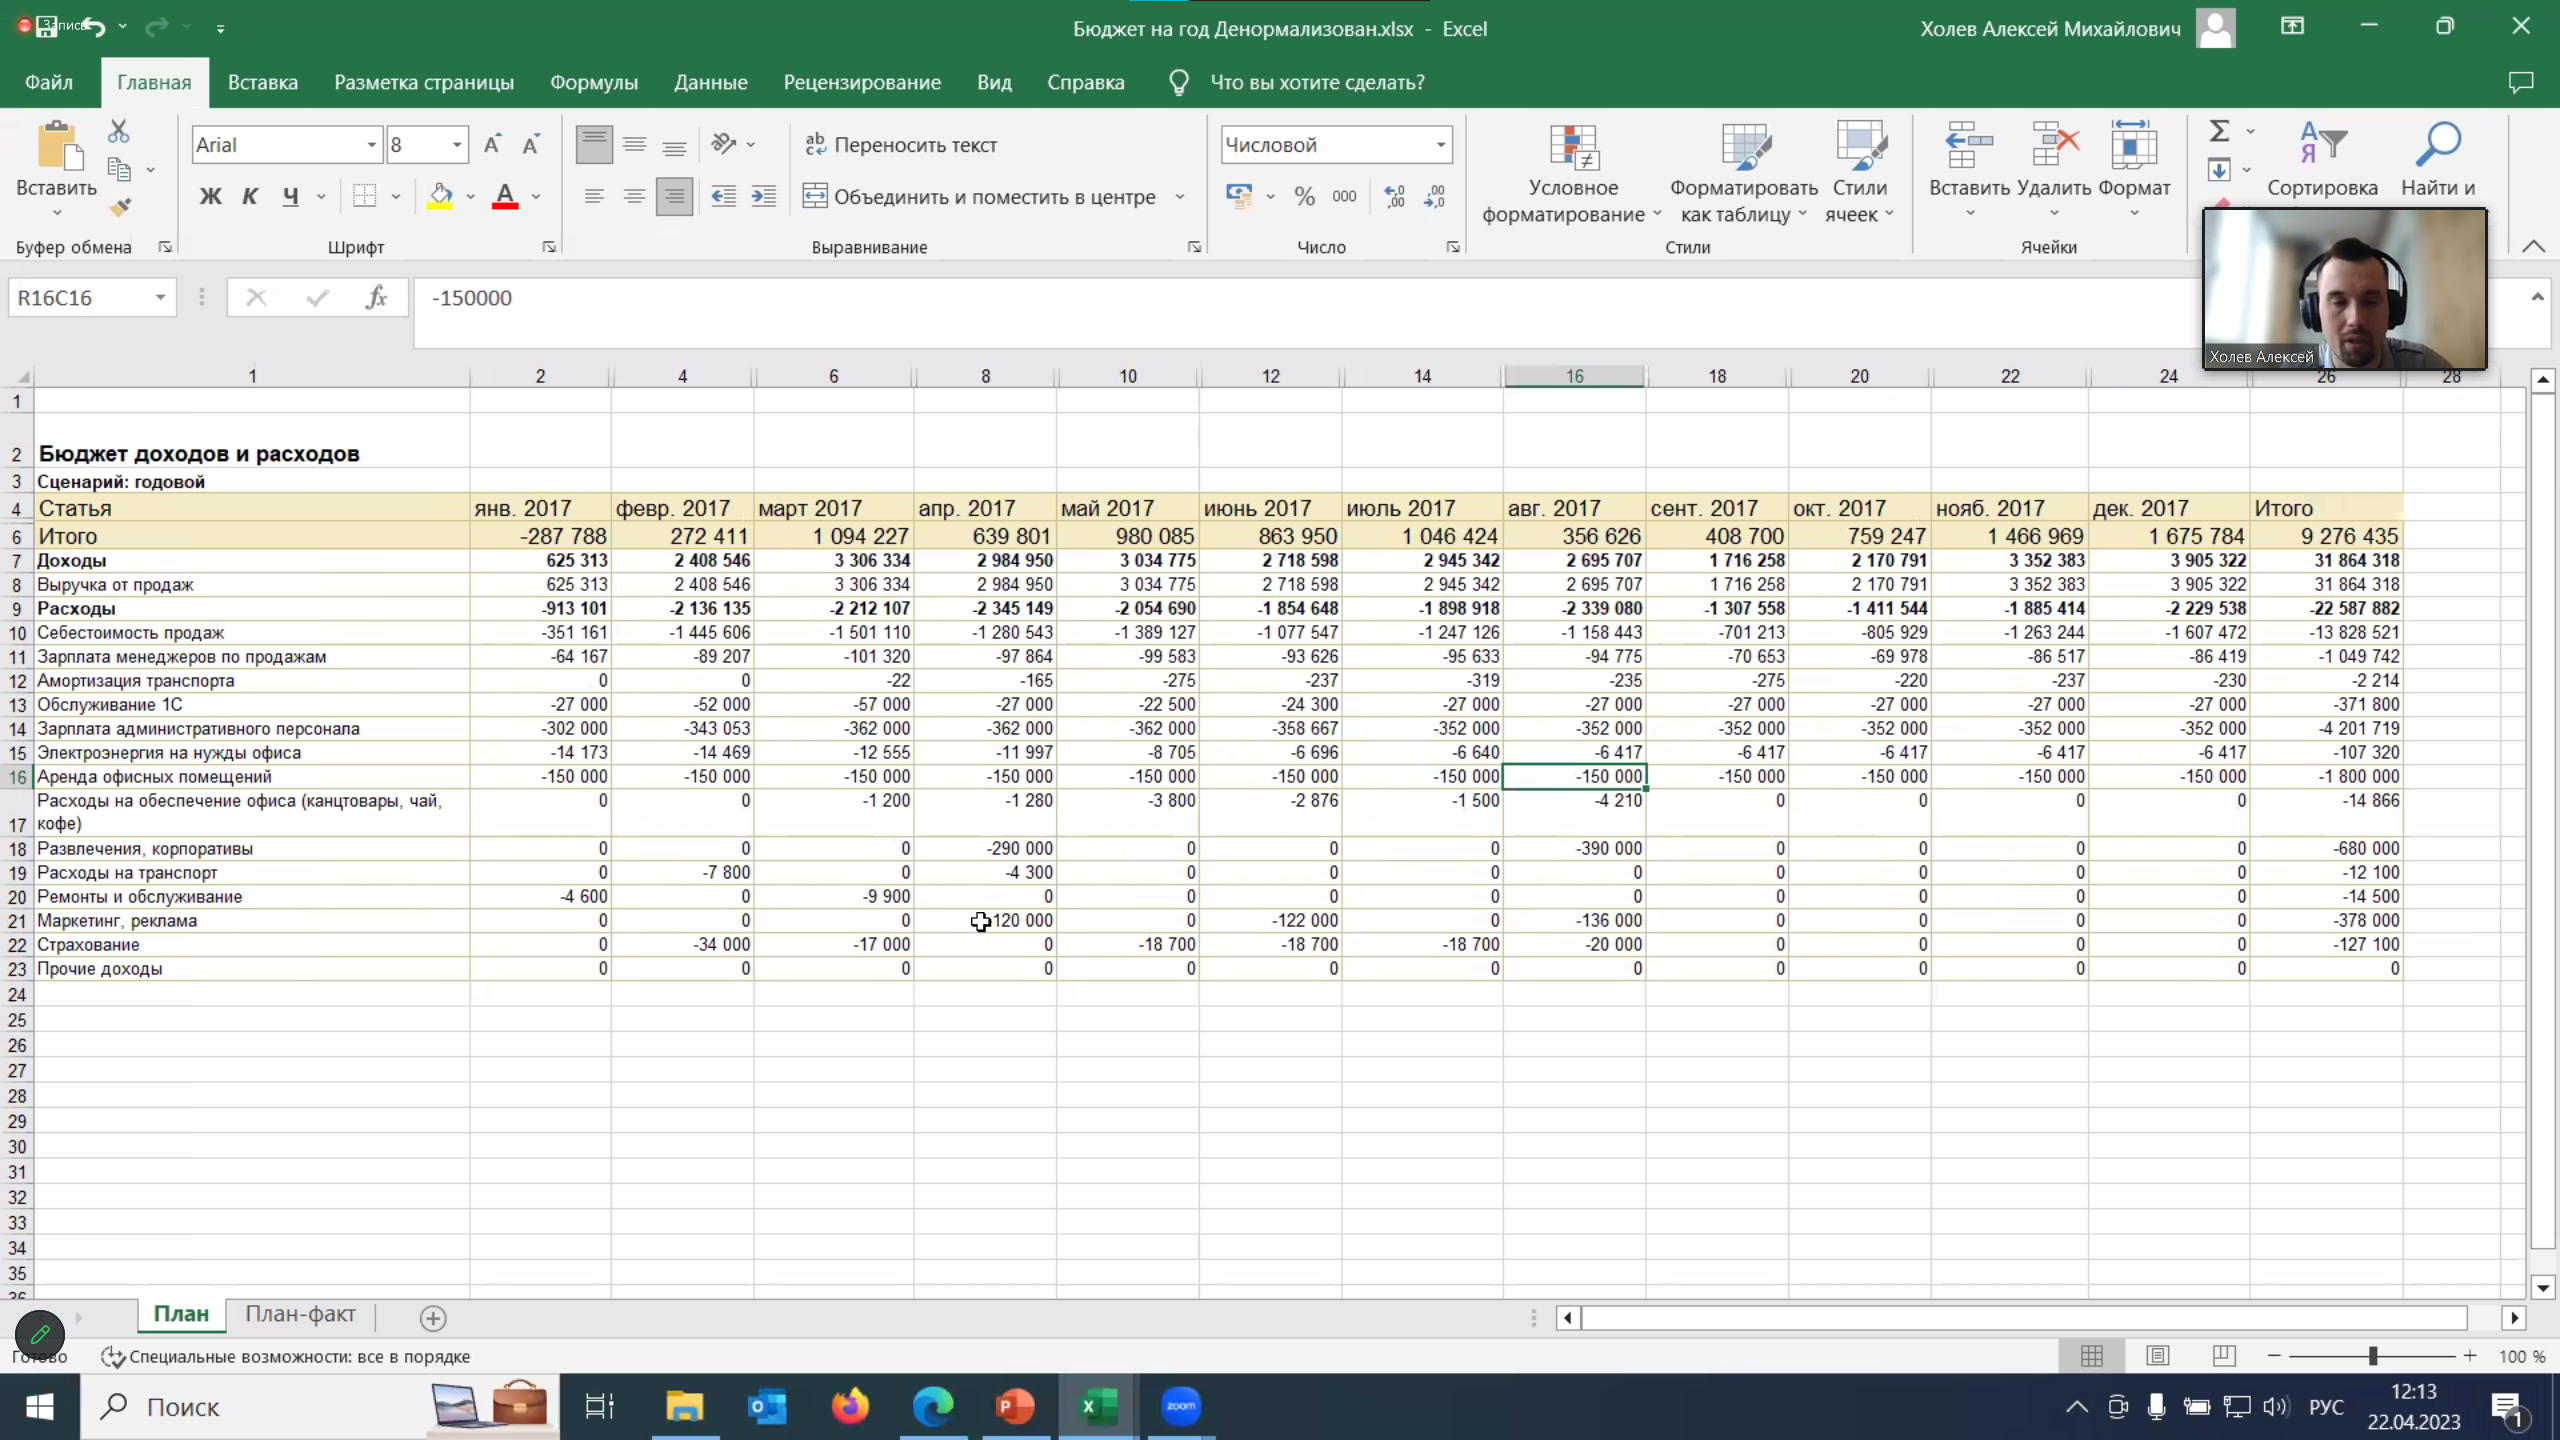 Запись
Бюджет на год Денормализован.xlsx - Excel
Холев Алексей Михайлович
Файл Главная Вставка Разметка страницы Формулы Данные Рецензирование Вид Справка Что вы хотите сделать?
Вставить
Буфер обмена
Arial 8
Ж К Ч
Шрифт
Переносить текст
Объединить и поместить в центре
Выравнивание
Числовой
% 000
Число
Условное форматирование
Форматировать как таблицу
Стили ячеек
Стили
Вставить Удалить Формат
Ячейки
Сортировка
Найти и
Холев Алексей
R16C16 fx -150000
1 2 4 6 8 10 12 14 16 18 20 22 24 26 28
1
2 Бюджет доходов и расходов
3 Сценарий: годовой
4 Статья янв. 2017 февр. 2017 март 2017 апр. 2017 май 2017 июнь 2017 июль 2017 авг. 2017 сент. 2017 окт. 2017 нояб. 2017 дек. 2017 Итого
6 Итого -287 788 272 411 1 094 227 639 801 980 085 863 950 1 046 424 356 626 408 700 759 247 1 466 969 1 675 784 9 276 435
7 Доходы 625 313 2 408 546 3 306 334 2 984 950 3 034 775 2 718 598 2 945 342 2 695 707 1 716 258 2 170 791 3 352 383 3 905 322 31 864 318
8 Выручка от продаж 625 313 2 408 546 3 306 334 2 984 950 3 034 775 2 718 598 2 945 342 2 695 707 1 716 258 2 170 791 3 352 383 3 905 322 31 864 318
9 Расходы -913 101 -2 136 135 -2 212 107 -2 345 149 -2 054 690 -1 854 648 -1 898 918 -2 339 080 -1 307 558 -1 411 544 -1 885 414 -2 229 538 -22 587 882
10 Себестоимость продаж -351 161 -1 445 606 -1 501 110 -1 280 543 -1 389 127 -1 077 547 -1 247 126 -1 158 443 -701 213 -805 929 -1 263 244 -1 607 472 -13 828 521
11 Зарплата менеджеров по продажам -64 167 -89 207 -101 320 -97 864 -99 583 -93 626 -95 633 -94 775 -70 653 -69 978 -86 517 -86 419 -1 049 742
12 Амортизация транспорта 0 0 -22 -165 -275 -237 -319 -235 -275 -220 -237 -230 -2 214
13 Обслуживание 1С -27 000 -52 000 -57 000 -27 000 -22 500 -24 300 -27 000 -27 000 -27 000 -27 000 -27 000 -27 000 -371 800
14 Зарплата административного персонала -302 000 -343 053 -362 000 -362 000 -362 000 -358 667 -352 000 -352 000 -352 000 -352 000 -352 000 -352 000 -4 201 719
15 Электроэнергия на нужды офиса -14 173 -14 469 -12 555 -11 997 -8 705 -6 696 -6 640 -6 417 -6 417 -6 417 -6 417 -6 417 -107 320
16 Аренда офисных помещений -150 000 -150 000 -150 000 -150 000 -150 000 -150 000 -150 000 -150 000 -150 000 -150 000 -150 000 -150 000 -1 800 000
Расходы на обеспечение офиса (канцтовары, чай, 0 0 -1 200 -1 280 -3 800 -2 876 -1 500 -4 210 0 0 0 0 -14 866
17 кофе)
18 Развлечения, корпоративы 0 0 0 -290 000 0 0 0 -390 000 0 0 0 0 -680 000
19 Расходы на транспорт 0 -7 800 0 -4 300 0 0 0 0 0 0 0 0 -12 100
20 Ремонты и обслуживание -4 600 0 -9 900 0 0 0 0 0 0 0 0 0 -14 500
21 Маркетинг, реклама 0 0 0 120 000 0 -122 000 0 -136 000 0 0 0 0 -378 000
22 Страхование 0 -34 000 -17 000 0 -18 700 -18 700 -18 700 -20 000 0 0 0 0 -127 100
23 Прочие доходы 0 0 0 0 0 0 0 0 0 0 0 0 0
24
25
26
27
28
29
30
31
32
33
34
35
36
План План-факт
Готово Специальные возможности: все в порядке 100 %
Поиск
zoom
РУС
12:13
22.04.2023
1